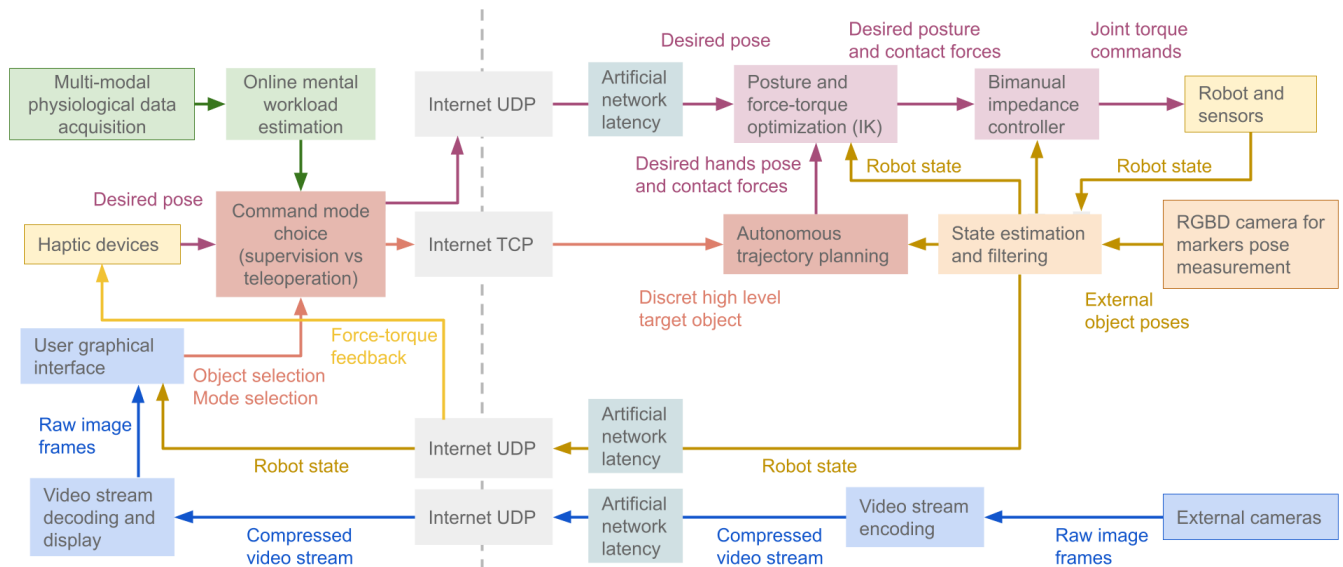 Desired pose
Desired posture
and contact forces
Joint torque
commands
Multi-modal
physiological data
acquisition
Online mental
workload
estimation
Internet UDP
Artificial
network
latency
Posture and
force-torque
optimization (IK)
Bimanual
impedance
controller
Robot and
sensors
Desired hands pose
and contact forces
Robot state
Robot state
Desired pose
Haptic devices
Command mode
choice
(supervision vs
teleoperation)
Internet TCP
Autonomous
trajectory planning
State estimation
and filtering
RGBD camera for
markers pose
measurement
Discret high level
target object
External
object poses
Force-torque
feedback
User graphical
interface
Object selection
Mode selection
Raw image
frames
Internet UDP
Artificial
network
latency
Robot state
Robot state
Video stream
decoding and
display
Compressed
video stream
Internet UDP
Artificial
network
latency
Compressed
video stream
Video stream
encoding
Raw image
frames
External cameras